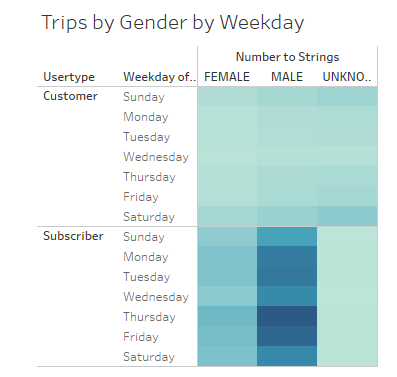 Trips by Gender by Weekday
Number to Strings
Usertype Weekday of.. FEMALE MALE UNKNO..
Customer Sunday
Monday
Tuesday
Wednesday
Thursday
Friday
Saturday
Subscriber Sunday
Monday
Tuesday
Wednesday
Thursday
Friday
Saturday